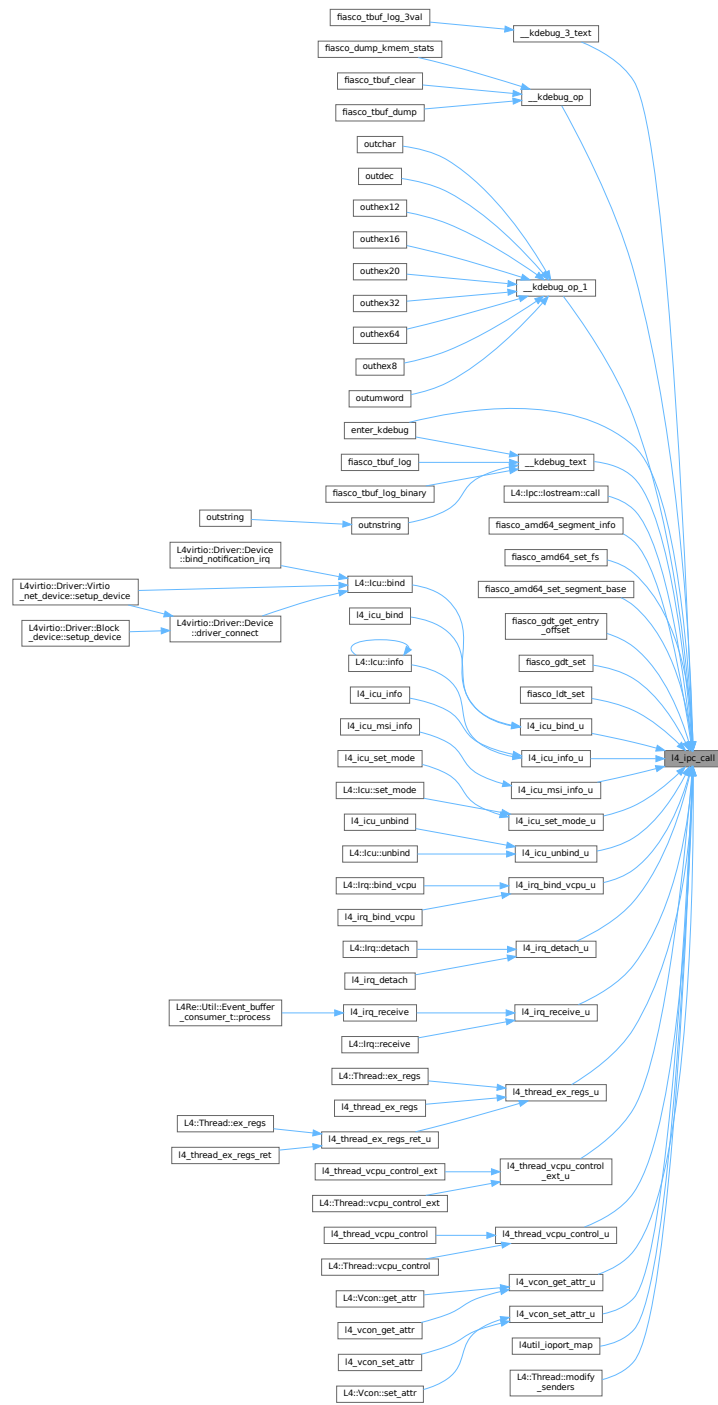 fiasco_tbuf_log_3val
__kdebug_3_text
fiasco_dump_kmem_stats
fiasco_tbuf_clear
__kdebug_op
fiasco_tbuf_dump
outchar
outdec
outhex12
outhex16
outhex20
__kdebug_op_1
outhex32
outhex64
outhex8
outumword
enter_kdebug
fiasco_tbuf_log
__kdebug_text
fiasco_tbuf_log_binary
L4::Ipc::Iostream::call
outstring
outnstring
fiasco_amd64_segment_info
L4virtio::Driver::Device
::bind_notification_irq
fiasco_amd64_set_fs
L4virtio::Driver::Virtio
_net_device::setup_device
L4::Icu::bind
fiasco_amd64_set_segment_base
L4virtio::Driver::Block
_device::setup_device
L4virtio::Driver::Device
::driver_connect
l4_icu_bind
fiasco_gdt_get_entry
_offset
L4::Icu::info
fiasco_gdt_set
l4_icu_info
fiasco_ldt_set
l4_icu_msi_info
l4_icu_bind_u
l4_icu_set_mode
l4_icu_info_u
l4_ipc_call
L4::Icu::set_mode
l4_icu_msi_info_u
l4_icu_unbind
l4_icu_set_mode_u
L4::Icu::unbind
l4_icu_unbind_u
L4::Irq::bind_vcpu
l4_irq_bind_vcpu_u
l4_irq_bind_vcpu
L4::Irq::detach
l4_irq_detach_u
l4_irq_detach
L4Re::Util::Event_buffer
_consumer_t::process
l4_irq_receive
l4_irq_receive_u
L4::Irq::receive
L4::Thread::ex_regs
l4_thread_ex_regs_u
l4_thread_ex_regs
L4::Thread::ex_regs
l4_thread_ex_regs_ret_u
l4_thread_ex_regs_ret
l4_thread_vcpu_control_ext
l4_thread_vcpu_control
_ext_u
L4::Thread::vcpu_control_ext
l4_thread_vcpu_control
l4_thread_vcpu_control_u
L4::Thread::vcpu_control
L4::Vcon::get_attr
l4_vcon_get_attr_u
l4_vcon_get_attr
l4_vcon_set_attr_u
l4_vcon_set_attr
l4util_ioport_map
L4::Vcon::set_attr
L4::Thread::modify
_senders